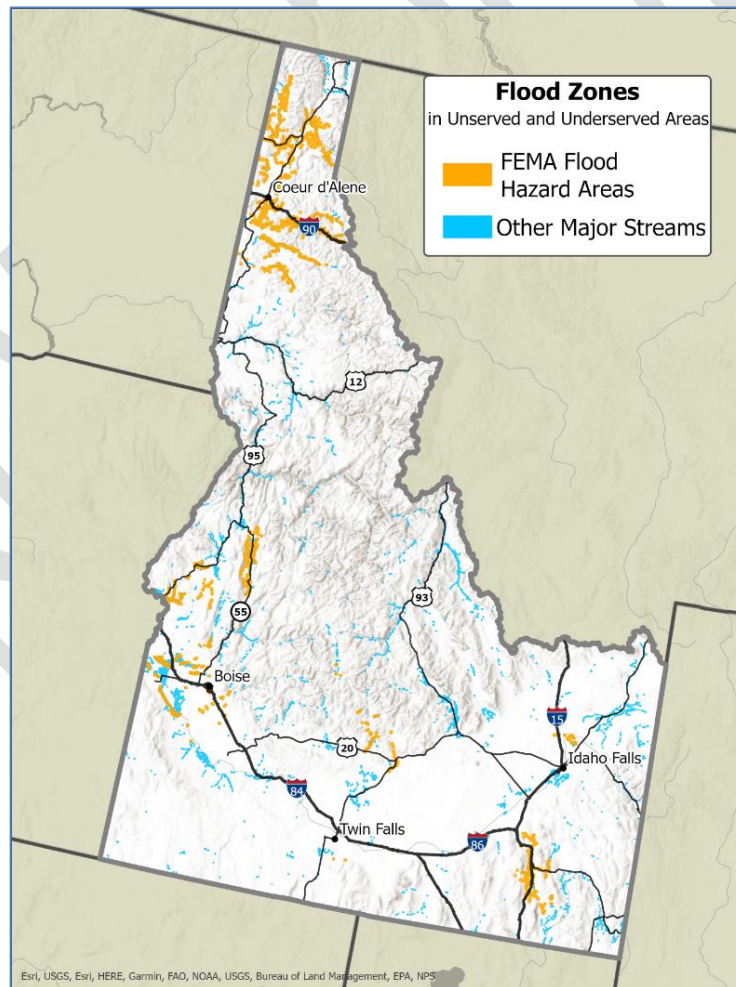 Flood Zones
in Unserved and Underserved Areas
FEMA Flood
Hazard Areas
Other Major Streams
Coeur d'Alene
90
12
95
93
55
Boise
15
20
Idaho Falls
84
Twin Falls
86
Esri, USGS, Esri, HERE, Garmin, FAO, NOAA, USGS, Bureau of Land Management, EPA, NPS